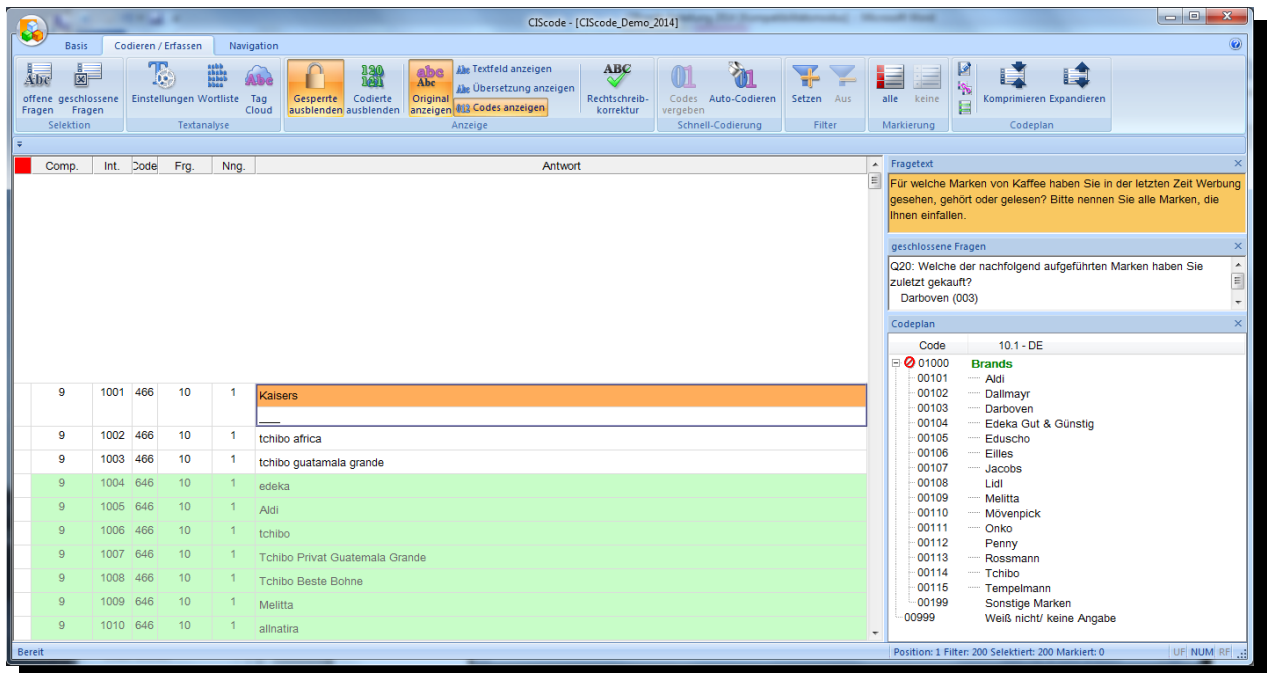 CIScode - [CIScode_Demo_2014]
Basis Codieren / Erfassen Navigation
Abc
offene Fragen
geschlossene Fragen
Selektion
Einstellungen
Wortliste
Abc
Tag Cloud
Textanalyse
Gesperrte ausblenden
Codierte ausblenden
abc
Abc
Original anzeigen
Abc Textfeld anzeigen
Abc Übersetzung anzeigen
013 Codes anzeigen
ABC
Rechtschreib-
korrektur
Anzeige
01
Codes vergeben
01
Auto-Codieren
Schnell-Codierung
Setzen Aus
Filter
alle keine
Markierung
Komprimieren Expandieren
Codeplan
Comp. Int. Code Frg. Nng. Antwort
9 1001 466 10 1 Kaisers
9 1002 466 10 1 tchibo africa
9 1003 466 10 1 tchibo guatamala grande
9 1004 646 10 1 edeka
9 1005 646 10 1 Aldi
9 1006 466 10 1 tchibo
9 1007 646 10 1 Tchibo Privat Guatemala Grande
9 1008 466 10 1 Tchibo Beste Bohne
9 1009 646 10 1 Melitta
9 1010 646 10 1 allnatira
Fragetext
Für welche Marken von Kaffee haben Sie in der letzten Zeit Werbung
gesehen, gehört oder gelesen? Bitte nennen Sie alle Marken, die
Ihnen einfallen.
geschlossene Fragen
Q20: Welche der nachfolgend aufgeführten Marken haben Sie
zuletzt gekauft?
Darboven (003)
Codeplan
Code 10.1 - DE
01000 Brands
00101 Aldi
00102 Dallmayr
00103 Darboven
00104 Edeka Gut & Günstig
00105 Eduscho
00106 Eilles
00107 Jacobs
00108 Lidl
00109 Melitta
00110 Mövenpick
00111 Onko
00112 Penny
00113 Rossmann
00114 Tchibo
00115 Tempelmann
00199 Sonstige Marken
00999 Weiß nicht/ keine Angabe
Bereit
Position: 1 Filter: 200 Selektiert: 200 Markiert: 0 UF NUM RF